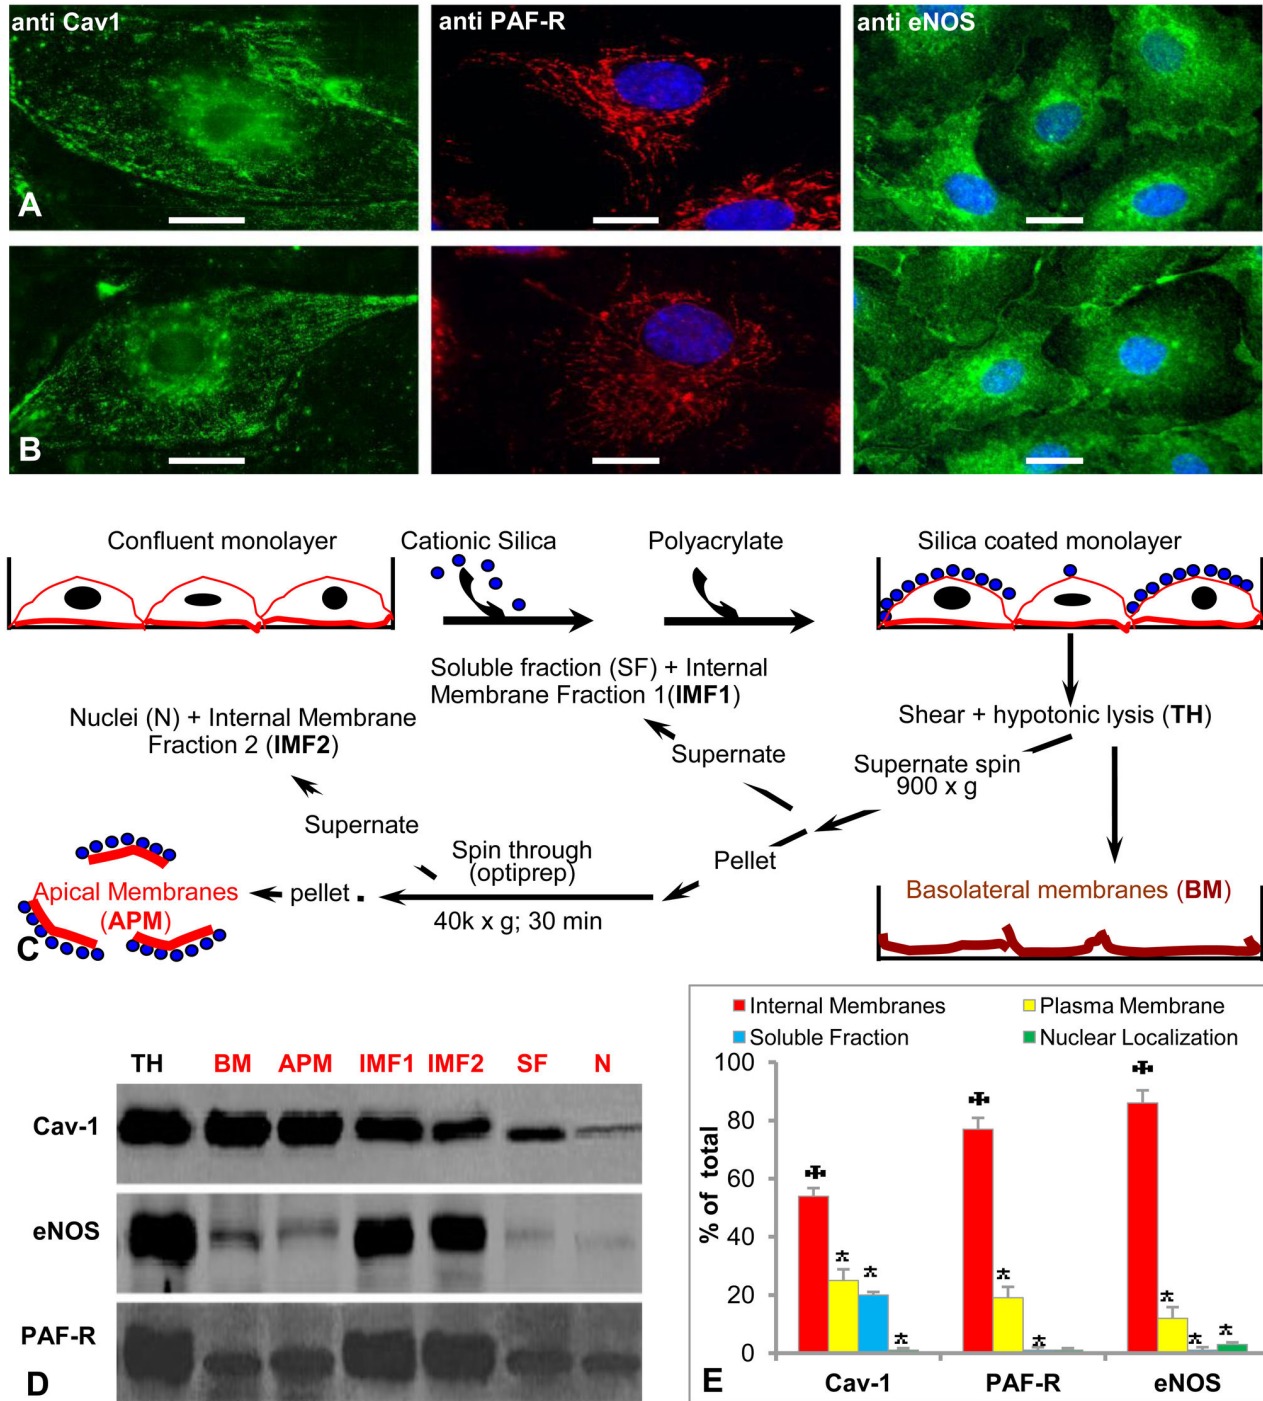 anti Cav1
anti PAF-R
anti eNOS
A
B
Confluent monolayer
Cationic Silica
Polyacrylate
Silica coated monolayer
Soluble fraction (SF) + Internal
Membrane Fraction 1(IMF1)
Nuclei (N) + Internal Membrane
Fraction 2 (IMF2)
Shear + hypotonic lysis (TH)
Supernate
Supernate spin
900 x g
Supernate
Spin through
(optiprep)
Pellet
Apical Membranes
(APM)
pellet
40k x g; 30 min
Basolateral membranes (BM)
C
TH BM APM IMF1 IMF2 SF N
Cav-1
eNOS
PAF-R
D
Internal Membranes
Plasma Membrane
Soluble Fraction
Nuclear Localization
% of total
100
80
60
40
20
0
Cav-1
PAF-R
eNOS
E